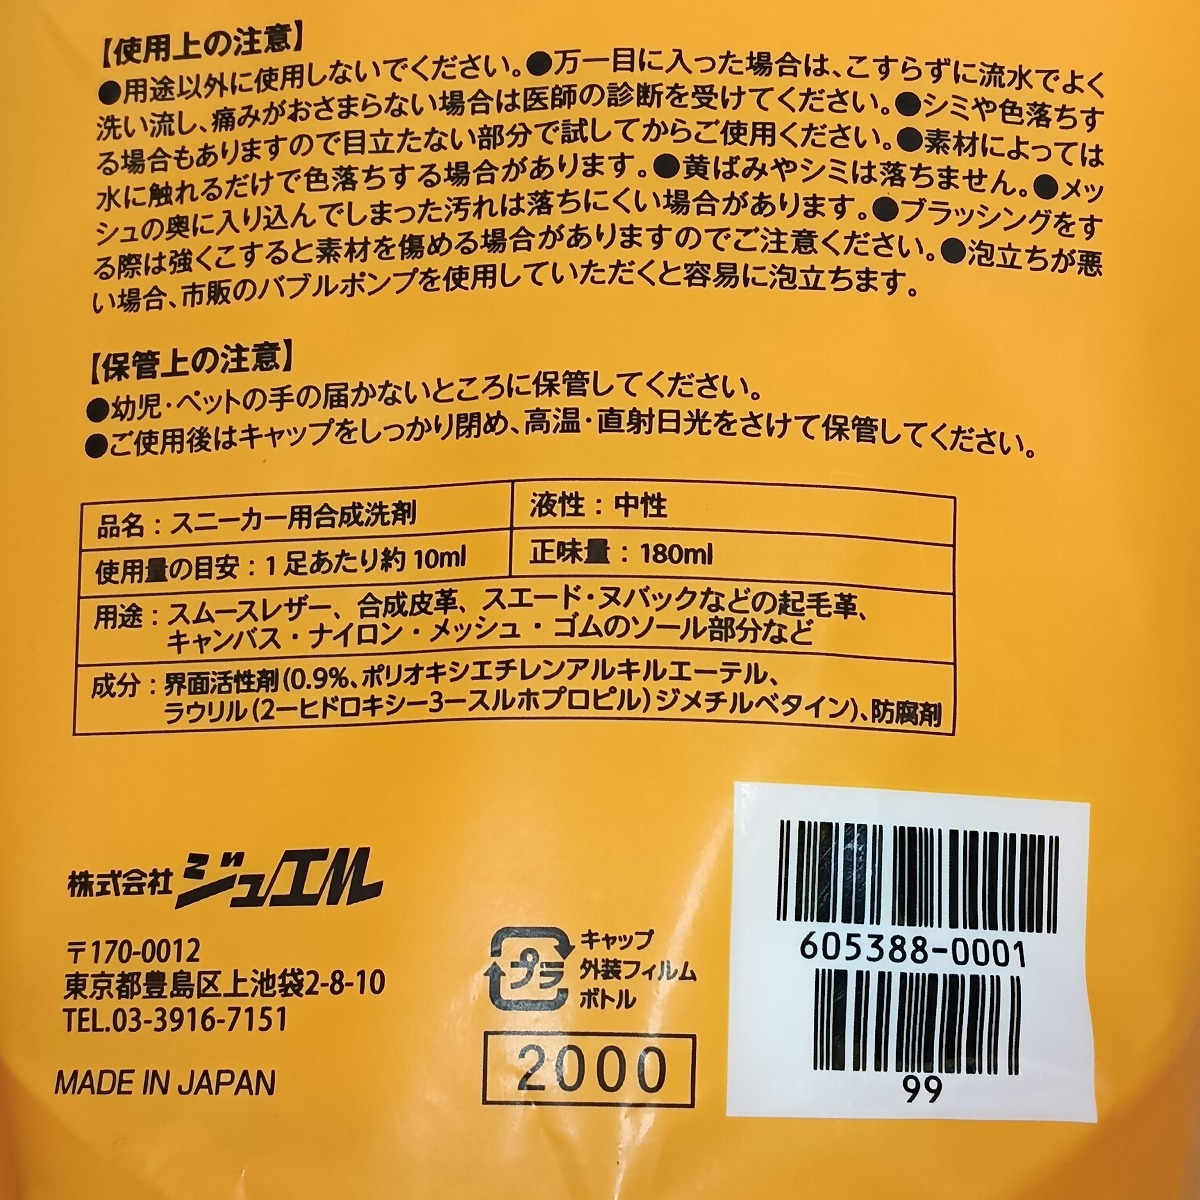 【使用上の注意】
●用途以外に使用しないでください。●万一目に入った場合は、こすらずに流水でよく
洗い流し、痛みがおさまらない場合は医師の診断を受けてください。●シミや色落ちす
る場合もありますので目立たない部分で試してからご使用ください。●素材によっては
水に触れるだけで色落ちする場合があります。●黄ばみやシミは落ちません。●メッ
シュの奥に入り込んでしまった汚れは落ちにくい場合があります。●ブラッシングをす
る際は強くこすると素材を傷める場合がありますのでご注意ください。●泡立ちが悪
い場合、市販のバブルポンプを使用していただくと容易に泡立ちます。
【保管上の注意】
●幼児・ペットの手の届かないところに保管してください。
●ご使用後はキャップをしっかり閉め、高温・直射日光をさけて保管してください。
品名：スニーカー用合成洗剤
液性：中性
使用量の目安：1足あたり約10ml
正味量：180ml
用途：スムースレザー、合成皮革、スエード・ヌバックなどの起毛革、
キャンバス・ナイロン・メッシュ・ゴムのソール部分など
成分：界面活性剤(0.9%、ポリオキシエチレンアルキルエーテル、
ラウリル(2ーヒドロキシー3ースルホプロピル)ジメチルベタイン)、防腐剤
株式会社ジュエル
〒170-0012
東京都豊島区上池袋2-8-10
TEL.03-3916-7151
MADE IN JAPAN
プラ
キャップ
外装フィルム
ボトル
2000
605388-0001
99